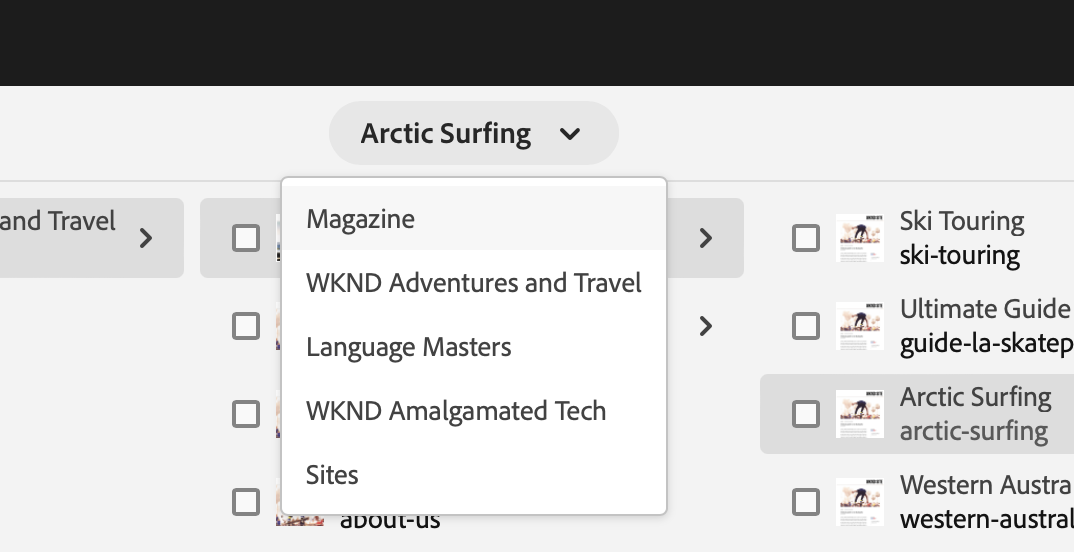 Arctic Surfing
and Travel
Magazine
WKND Adventures and Travel
Language Masters
WKND Amalgamated Tech
Sites
about-us
Ski Touring
ski-touring
Ultimate Guide
guide-la-skatep
Arctic Surfing
arctic-surfing
Western Austra
western-austral